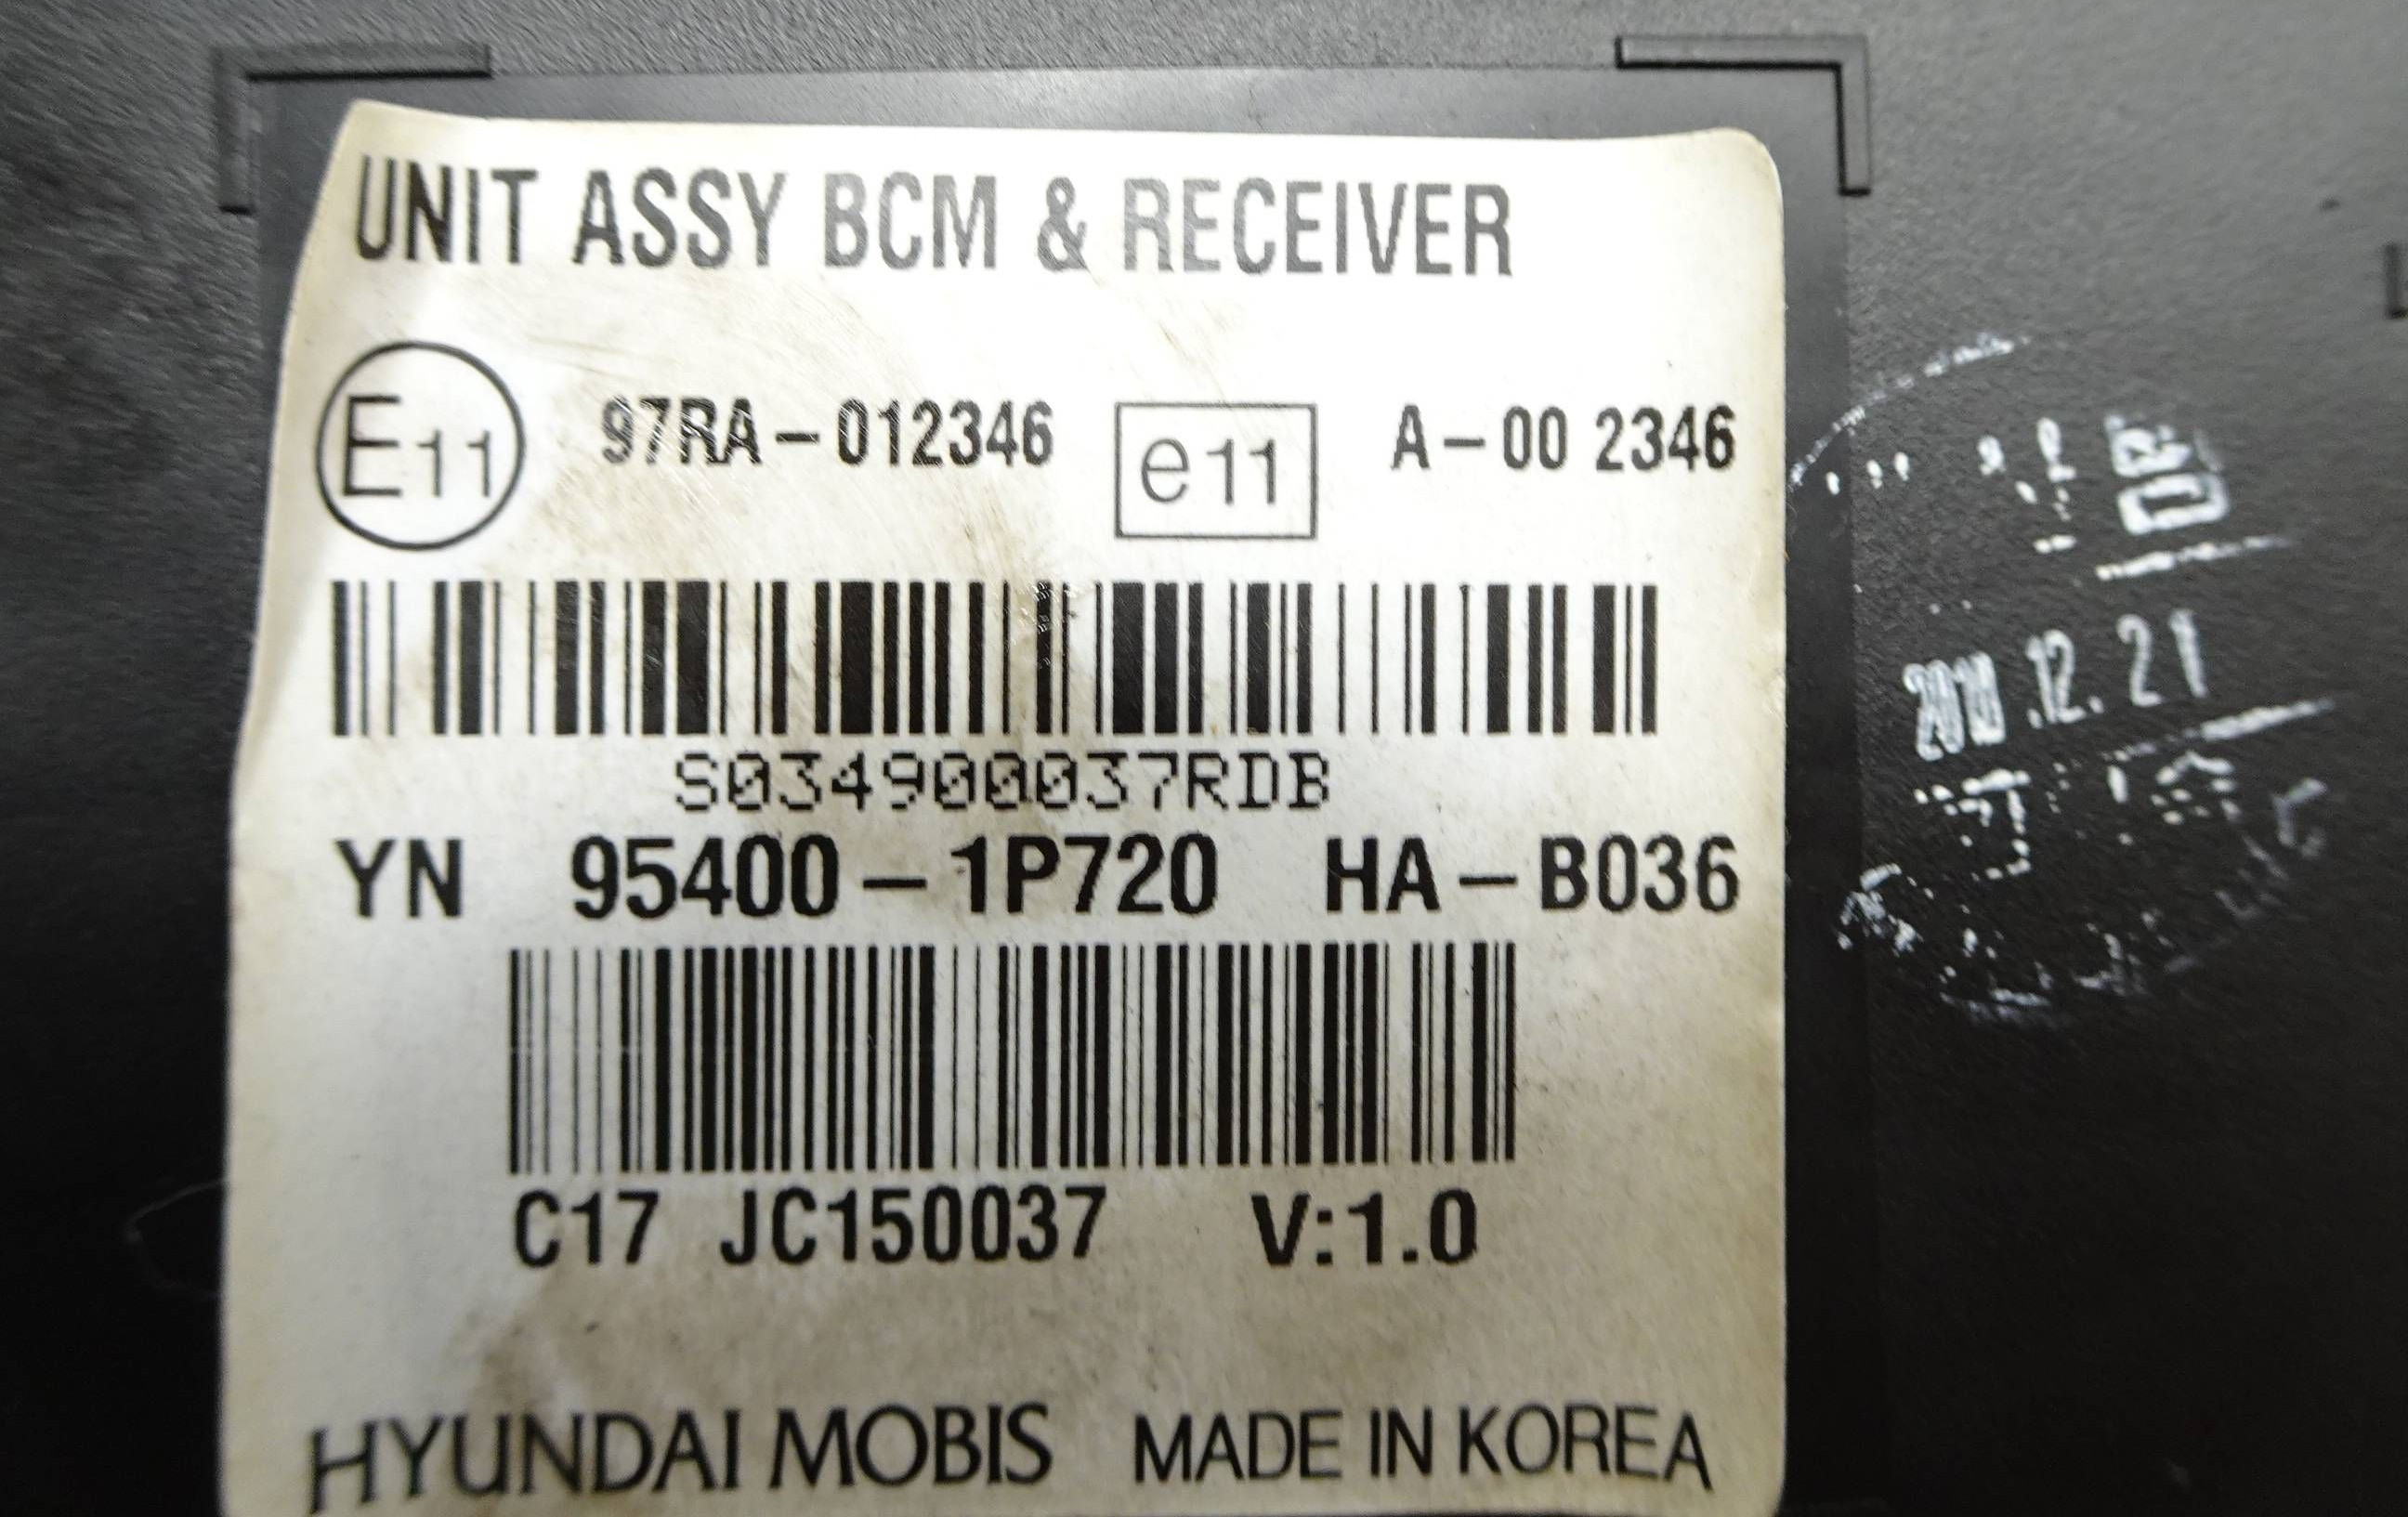 UNIT ASSY BCM & RECEIVER
E11 97RA-012346 e11 A-00 2346
S034900037RDB
YN 95400-1P720 HA-B036
C17 JC150037 V:1.0
HYUNDAI MOBIS MADE IN KOREA
2010.12.21